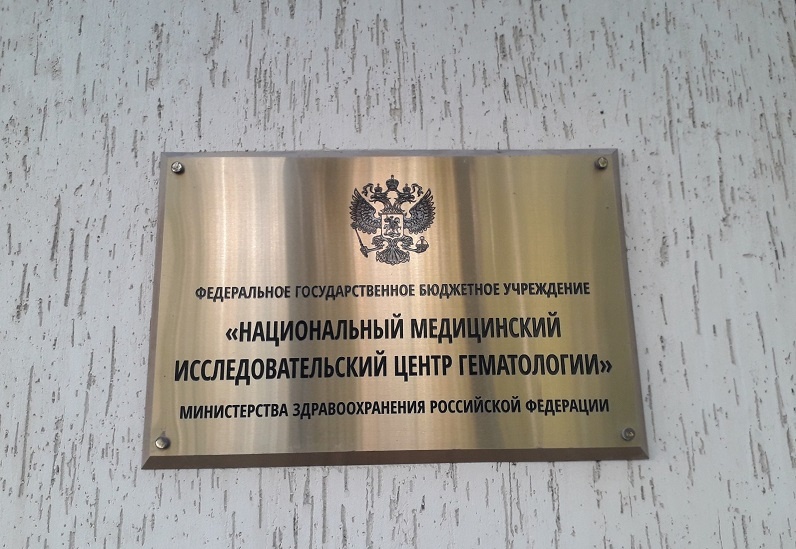 ФЕДЕРАЛЬНОЕ ГОСУДАРСТВЕННОЕ БЮДЖЕТНОЕ УЧРЕЖДЕНИЕ
«НАЦИОНАЛЬНЫЙ МЕДИЦИНСКИЙ
ИССЛЕДОВАТЕЛЬСКИЙ ЦЕНТР ГЕМАТОЛОГИИ»
МИНИСТЕРСТВА ЗДРАВООХРАНЕНИЯ РОССИЙСКОЙ ФЕДЕРАЦИИ